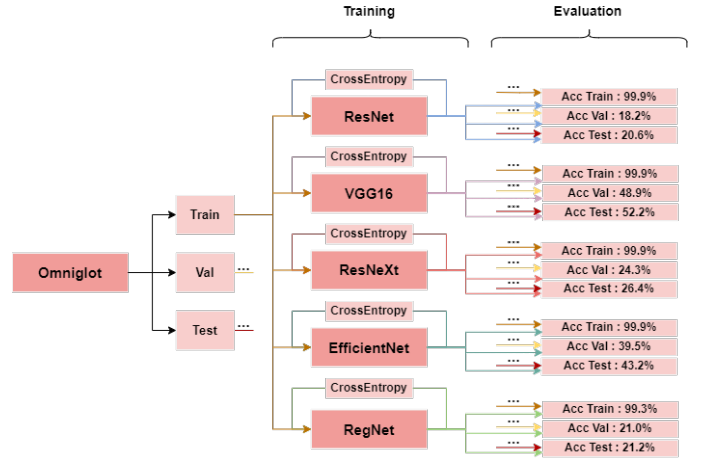 Training
Evaluation
CrossEntropy
ResNet
...
Acc Train : 99.9%
...
Acc Val : 18.2%
...
Acc Test : 20.6%
CrossEntropy
VGG16
...
Acc Train : 99.9%
...
Acc Val : 48.9%
...
Acc Test : 52.2%
Omniglot
Train
Val
...
Test
...
CrossEntropy
ResNeXt
...
Acc Train : 99.9%
...
Acc Val : 24.3%
...
Acc Test : 26.4%
CrossEntropy
EfficientNet
...
Acc Train : 99.9%
...
Acc Val : 39.5%
...
Acc Test : 43.2%
CrossEntropy
RegNet
...
Acc Train : 99.3%
...
Acc Val : 21.0%
...
Acc Test : 21.2%